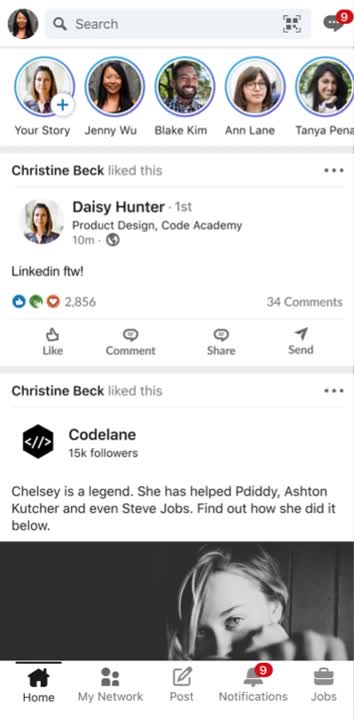 Search
9
Your Story
Jenny Wu
Blake Kim
Ann Lane
Tanya Pena
Christine Beck liked this
Daisy Hunter · 1st
Product Design, Code Academy
10m ·
Linkedin ftw!
2,856
34 Comments
Like
Comment
Share
Send
Christine Beck liked this
</>
Codelane
15k followers
Chelsey is a legend. She has helped Pdiddy, Ashton
Kutcher and even Steve Jobs. Find out how she did it
below.
9
Home
My Network
Post
Notifications
Jobs